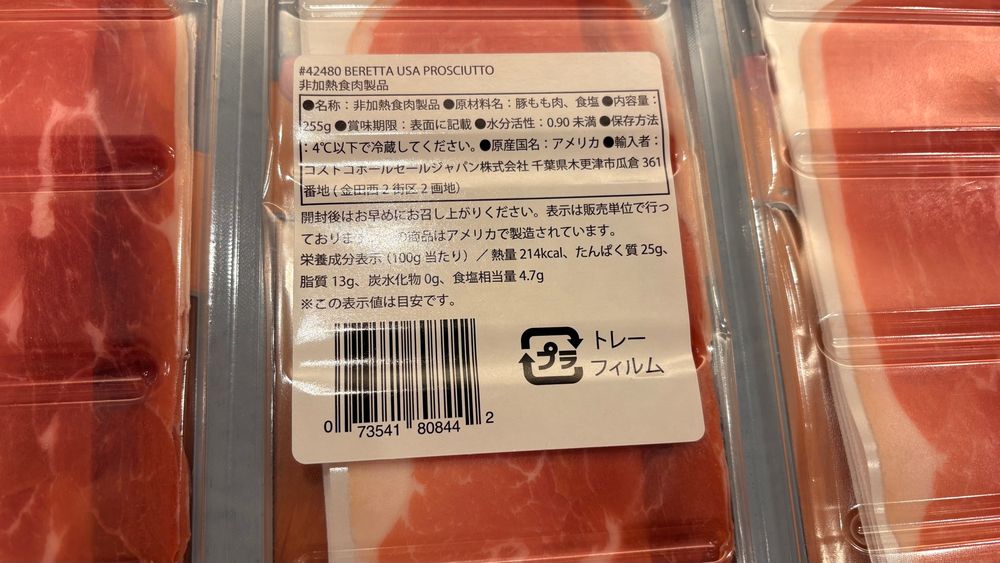 #42480 BERETTA USA PROSCIUTTO
非加熱食肉製品
●名称：非加熱食肉製品 ●原材料名：豚もも肉、食塩 ●内容量：
255g ●賞味期限：表面に記載 ●水分活性：0.90 未満 ●保存方法
：4℃以下で冷蔵してください。●原産国名：アメリカ ●輸入者：
コストコホールセールジャパン株式会社 千葉県木更津市瓜倉 361
番地 ( 金田西 2 街区 2 画地）
開封後はお早めにお召し上がりください。表示は販売単位で行っ
ております 商品はアメリカで製造されています。
栄養成分表示 (100g 当たり) ／熱量 214kcal、たんぱく質 25g、
脂質 13g、炭水化物 0g、食塩相当量 4.7g
※この表示値は目安です。
プラ
トレー
フィルム
0 73541 80844 2